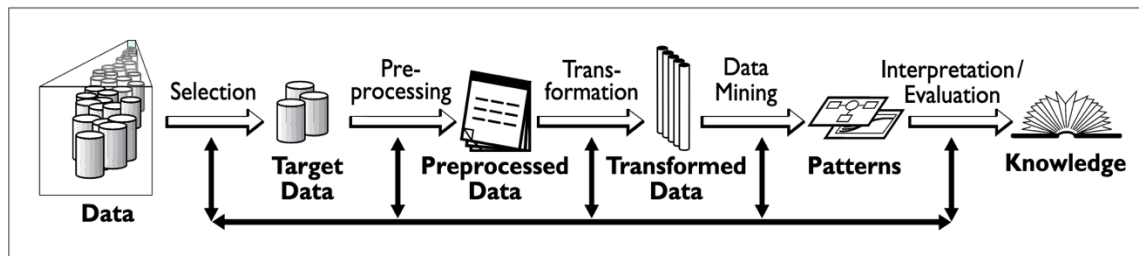 Selection
Pre-
processing
Trans-
formation
Data
Mining
Interpretation/
Evaluation
Data
Target
Data
Preprocessed
Data
Transformed
Data
Patterns
Knowledge